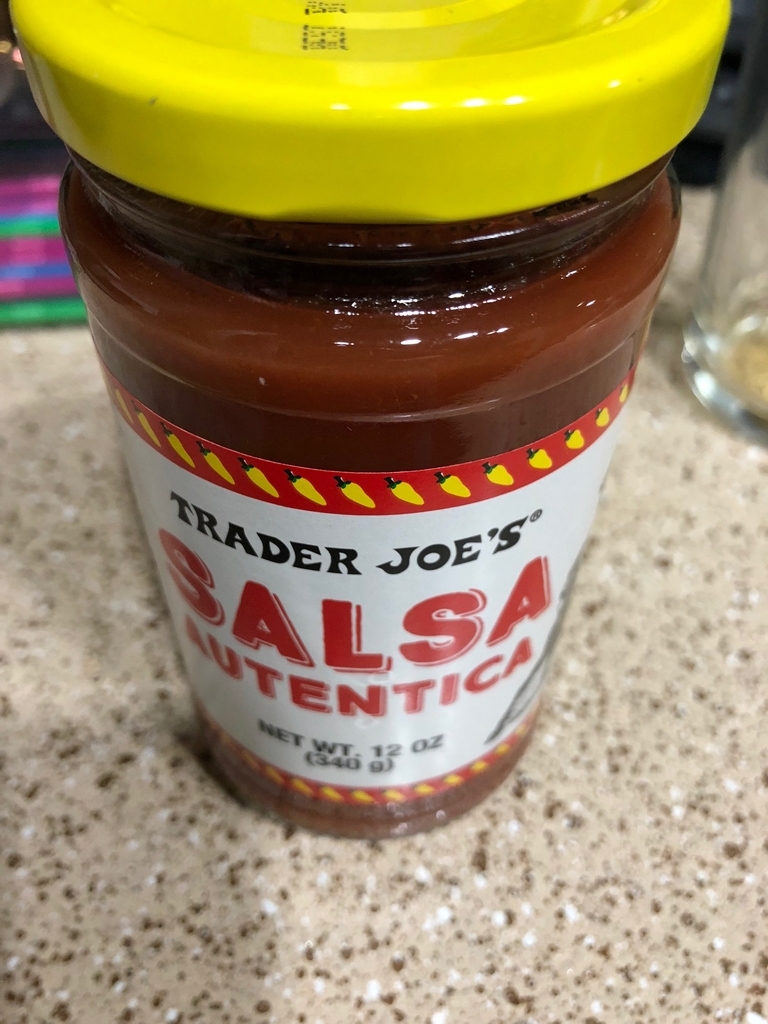 TRADER JOE'S®
SALSA
AUTENTICA
NET WT. 12 OZ
(340 g)